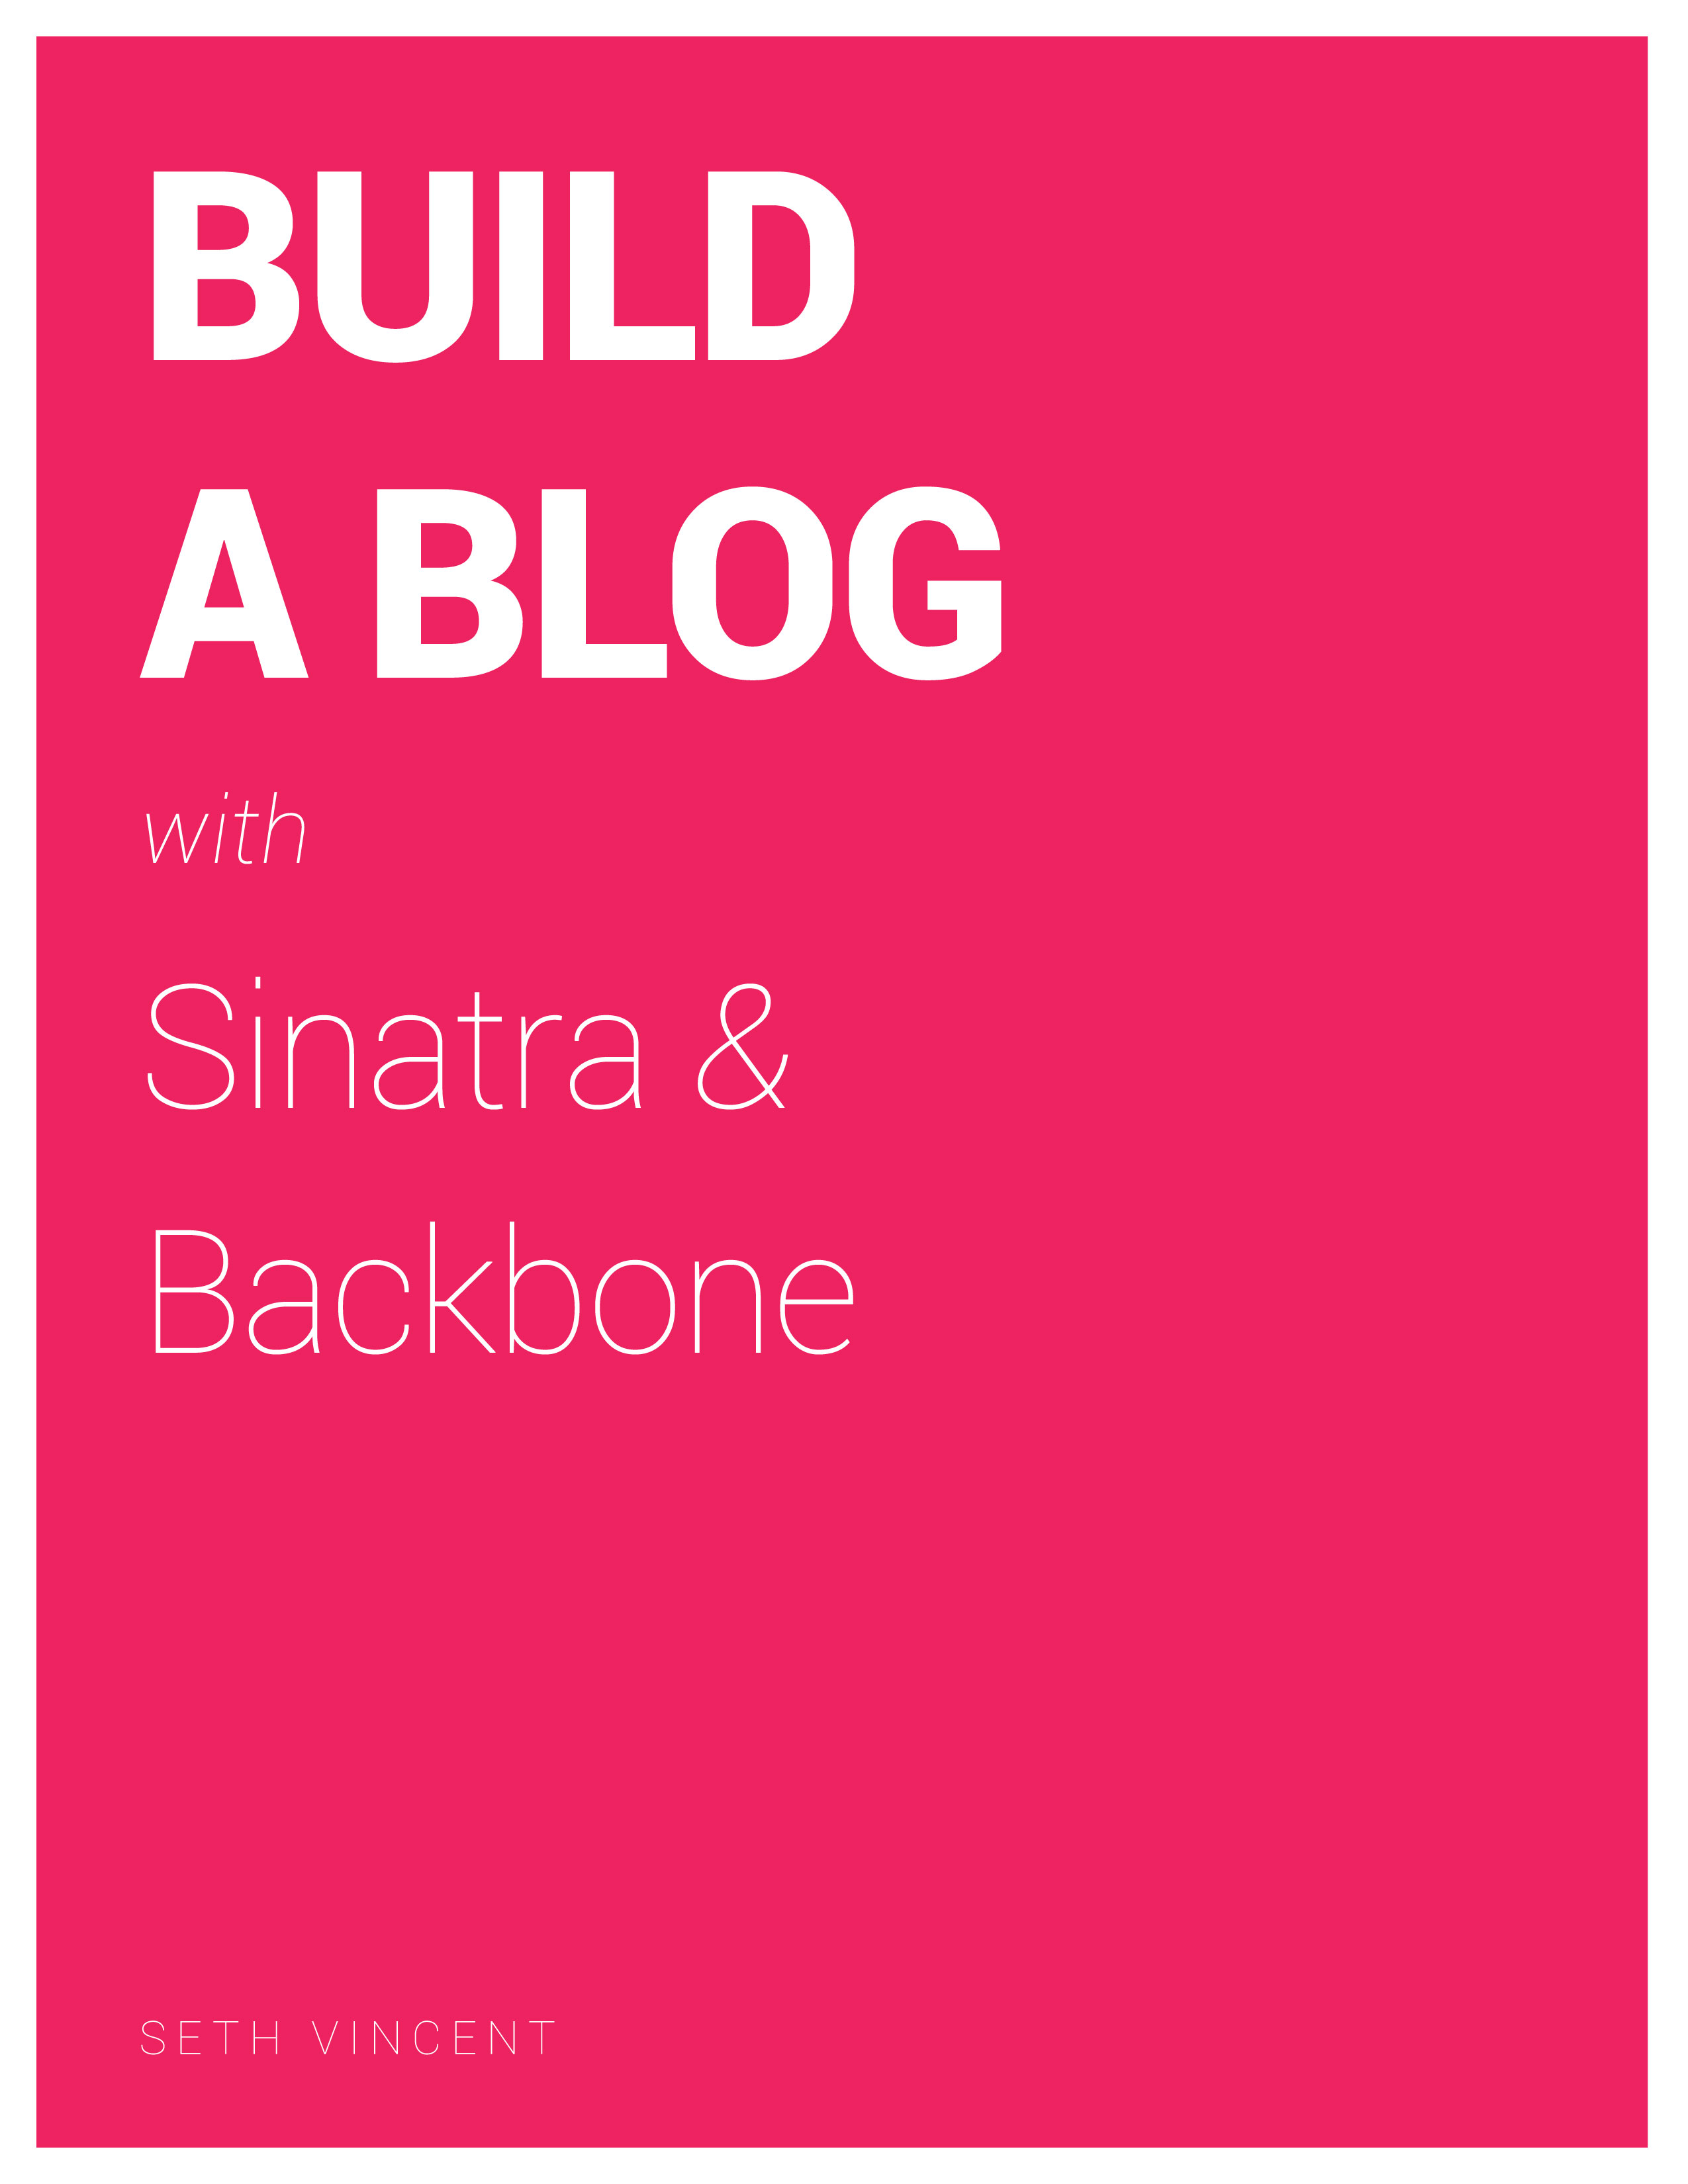 BUILD
A BLOG
with
Sinatra &
Backbone
SETH VINCENT